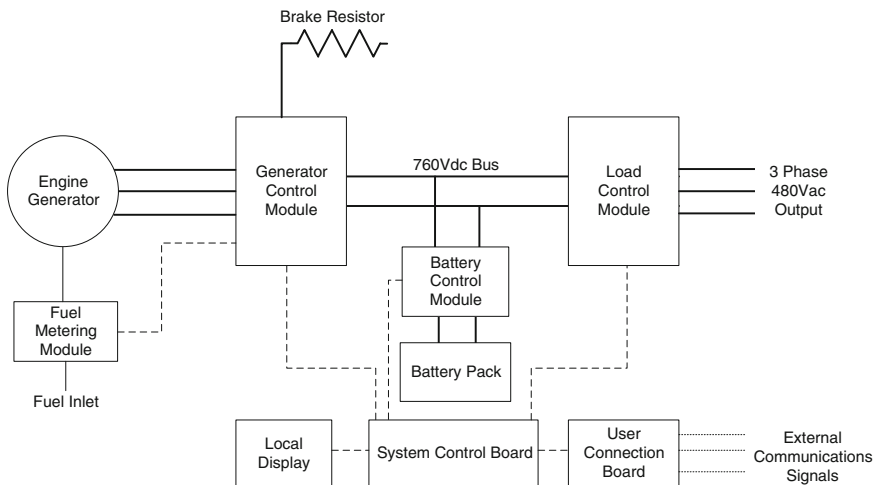 Brake Resistor
Engine
Generator
Generator
Control
Module
760Vdc Bus
Load
Control
Module
3 Phase
480Vac
Output
Battery
Control
Module
Fuel
Metering
Module
Battery Pack
Fuel Inlet
Local
Display
System Control Board
User
Connection
Board
External
Communications
Signals